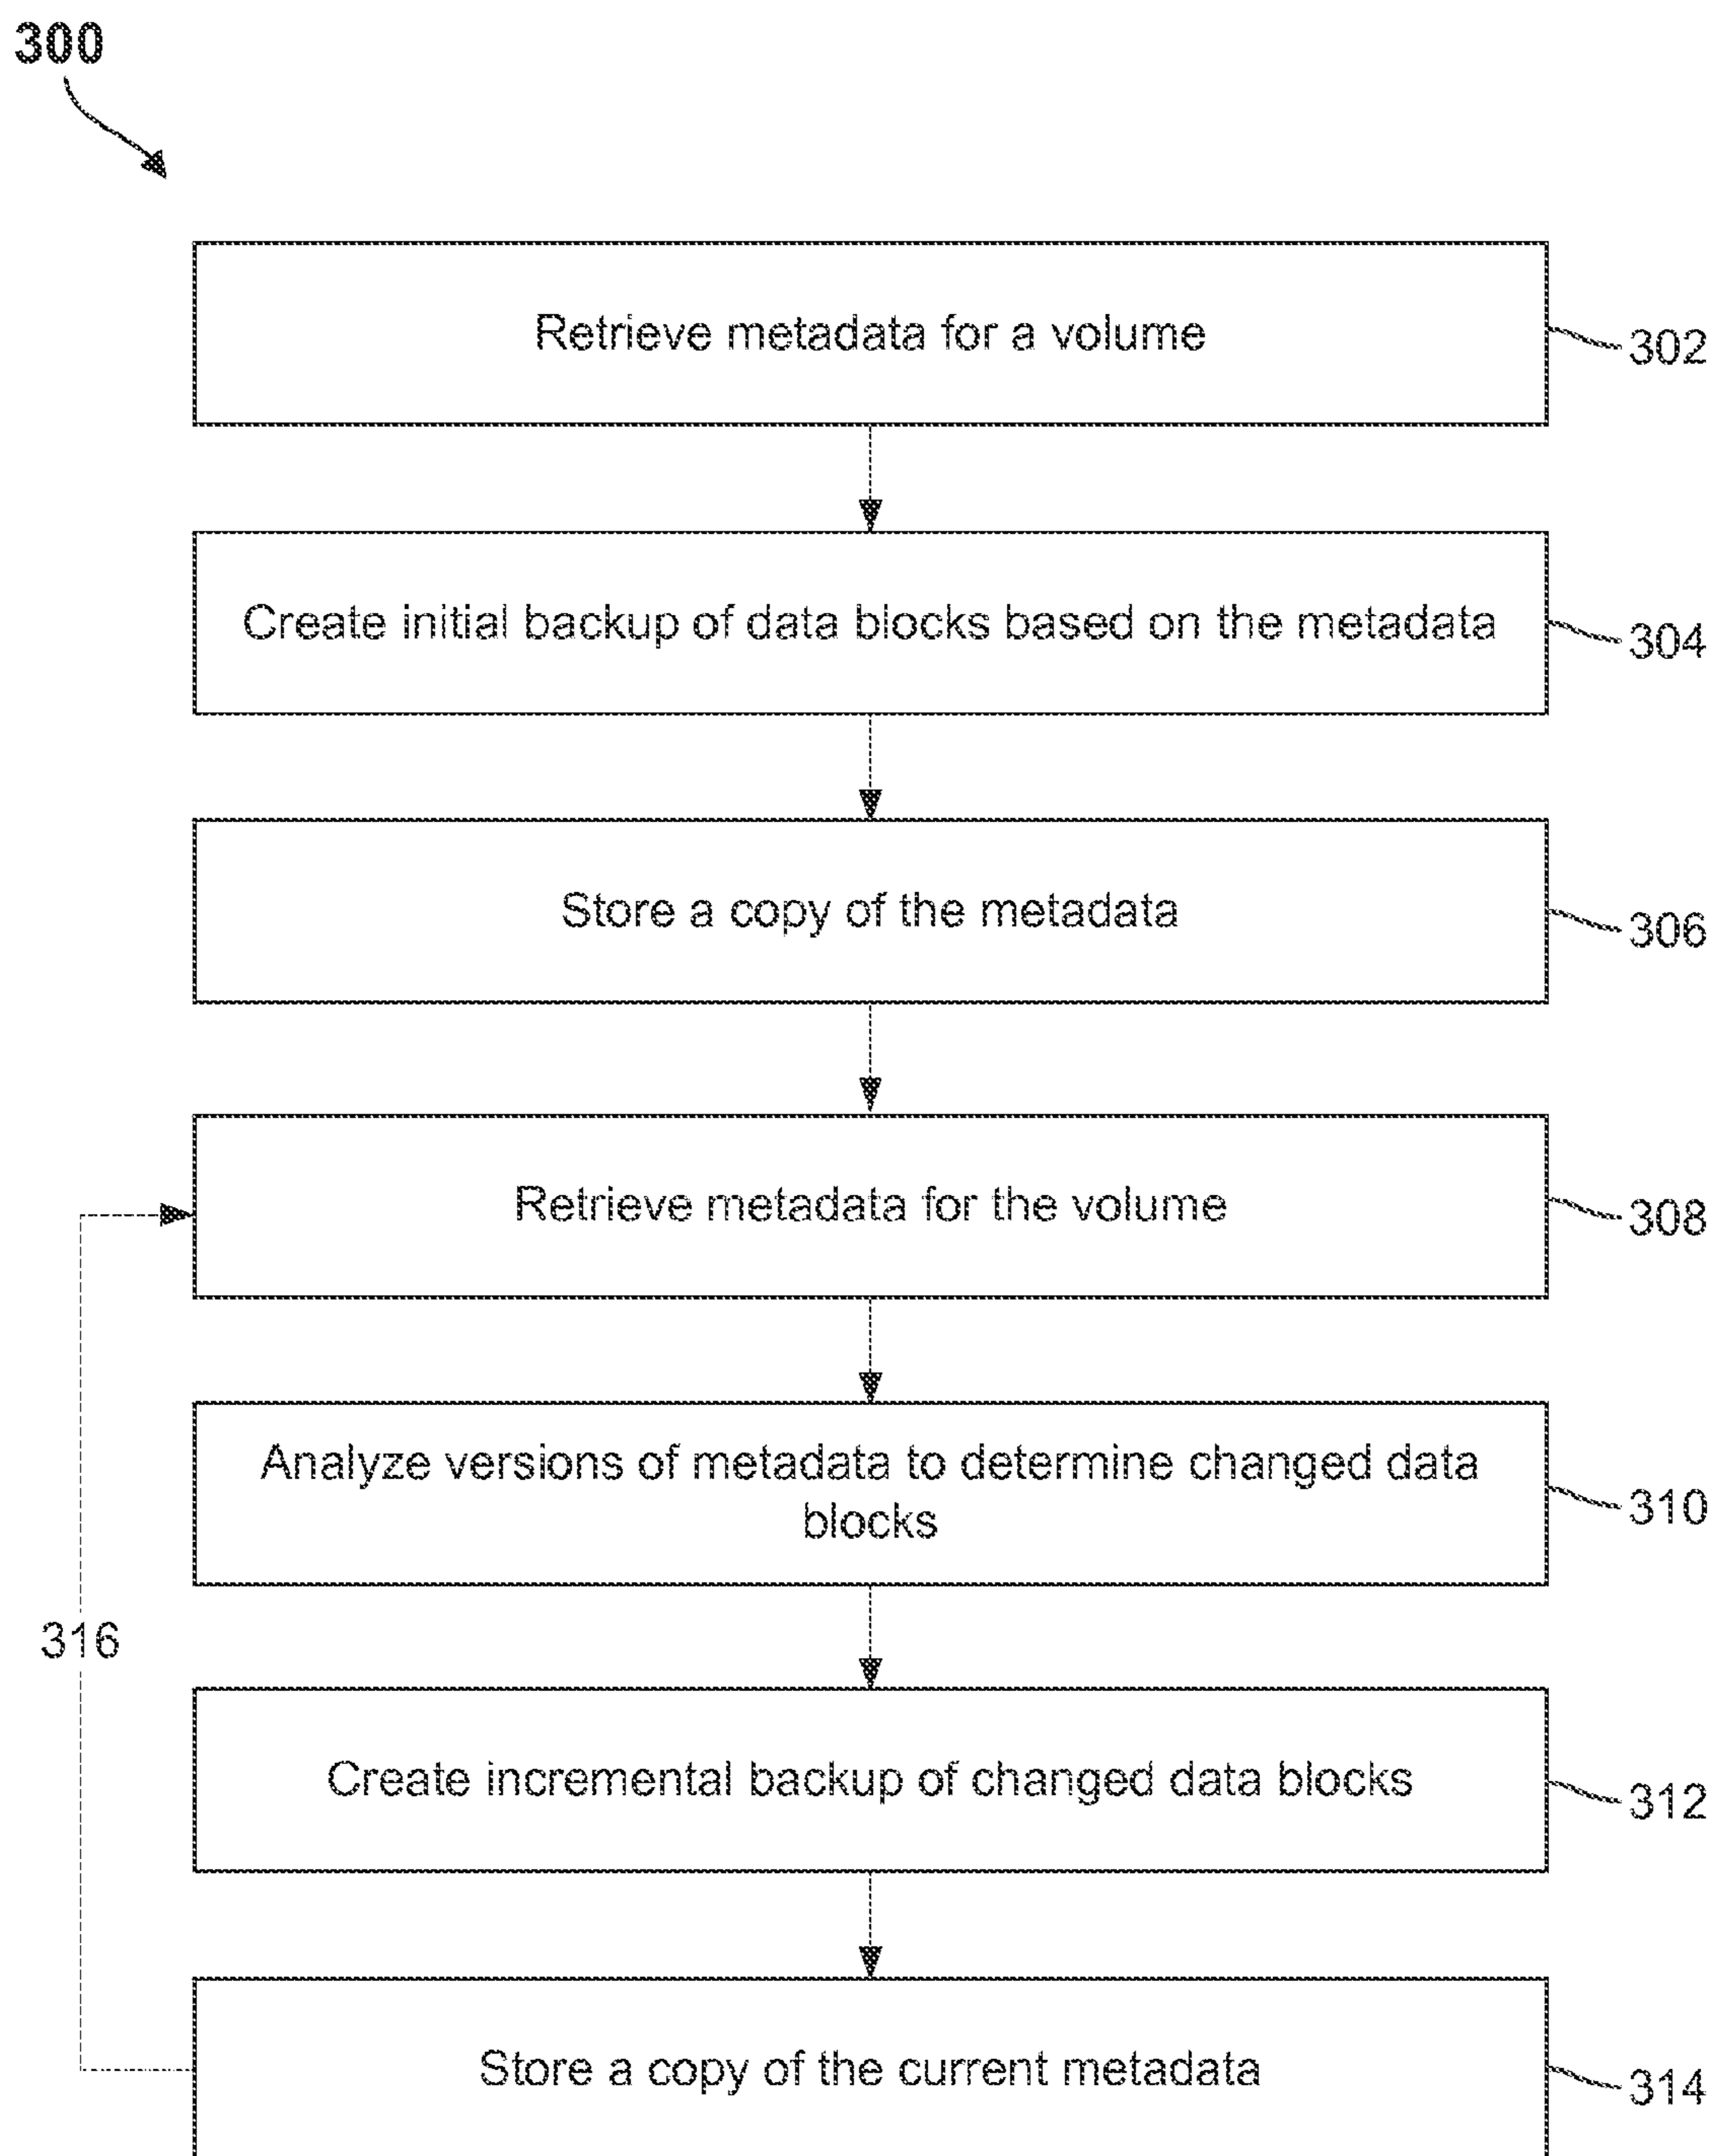 300
Retrieve metadata for a volume
302
Create initial backup of data blocks based on the metadata
304
Store a copy of the metadata
306
Retrieve metadata for the volume
308
Analyze versions of metadata to determine changed data
blocks
310
316
Create incremental backup of changed data blocks
312
Store a copy of the current metadata
314